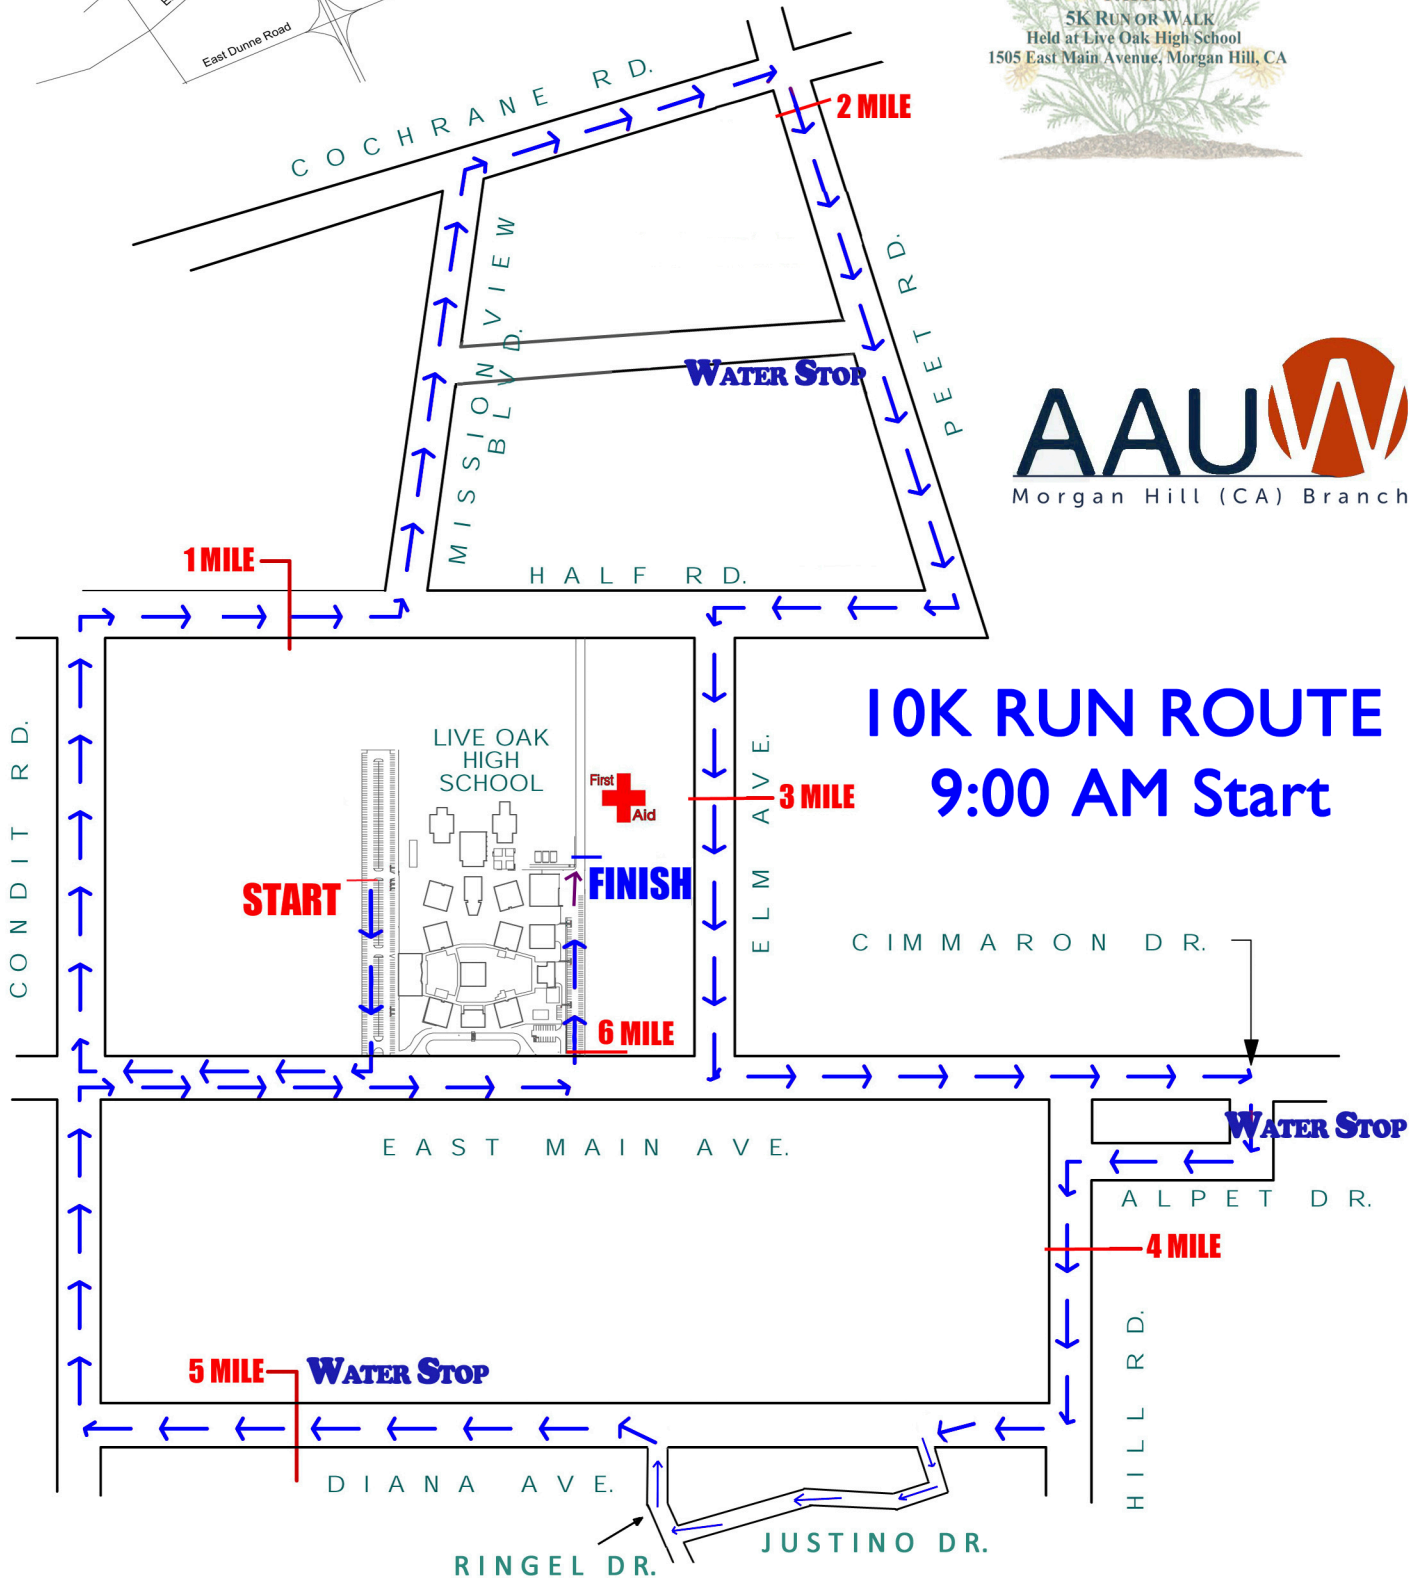 East Dunne Road
5K RUN OR WALK
Held at Live Oak High School
1505 East Main Avenue, Morgan Hill, CA
COCHRANE RD.
2 MILE
MISSION VIEW
BLVD.
PEET RD.
WATER STOP
AAUW
Morgan Hill (CA) Branch
1 MILE
HALF RD.
10K RUN ROUTE
9:00 AM Start
CONDIT RD.
LIVE OAK
HIGH
SCHOOL
First
Aid
ELM AVE.
3 MILE
START
FINISH
CIMMARON DR.
6 MILE
EAST MAIN AVE.
WATER STOP
ALPET DR.
4 MILE
HILL RD.
5 MILE
WATER STOP
DIANA AVE.
JUSTINO DR.
RINGEL DR.